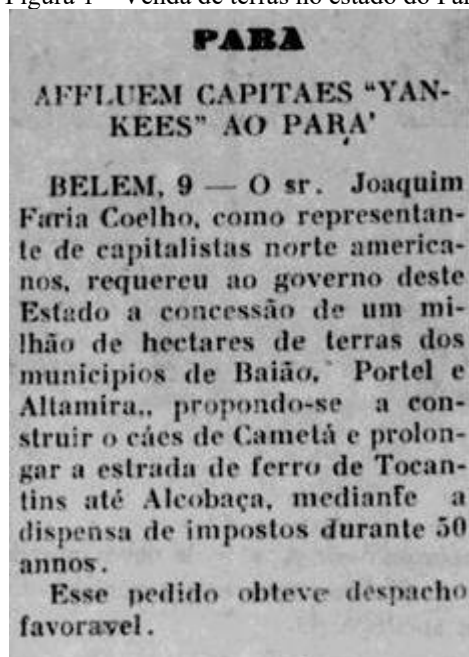 Figura 1 – Venda de terras no estado do Par
PARA
AFFLUEM CAPITAES “YAN-
KEES” AO PARA'
BELEM, 9 — O sr. Joaquim
Faria Coelho, como representan-
te de capitalistas norte america-
nos, requereu ao governo deste
Estado a concessão de um mi-
lhão de hectares de terras dos
municipios de Baião, Portel e
Altamira,. propondo-se a con-
struir o cáes de Cametá e prolon-
gar a estrada de ferro de Tocan-
tins até Alcobaça, mediante a
dispensa de impostos durante 50
annos.
Esse pedido obteve despacho
favoravel.